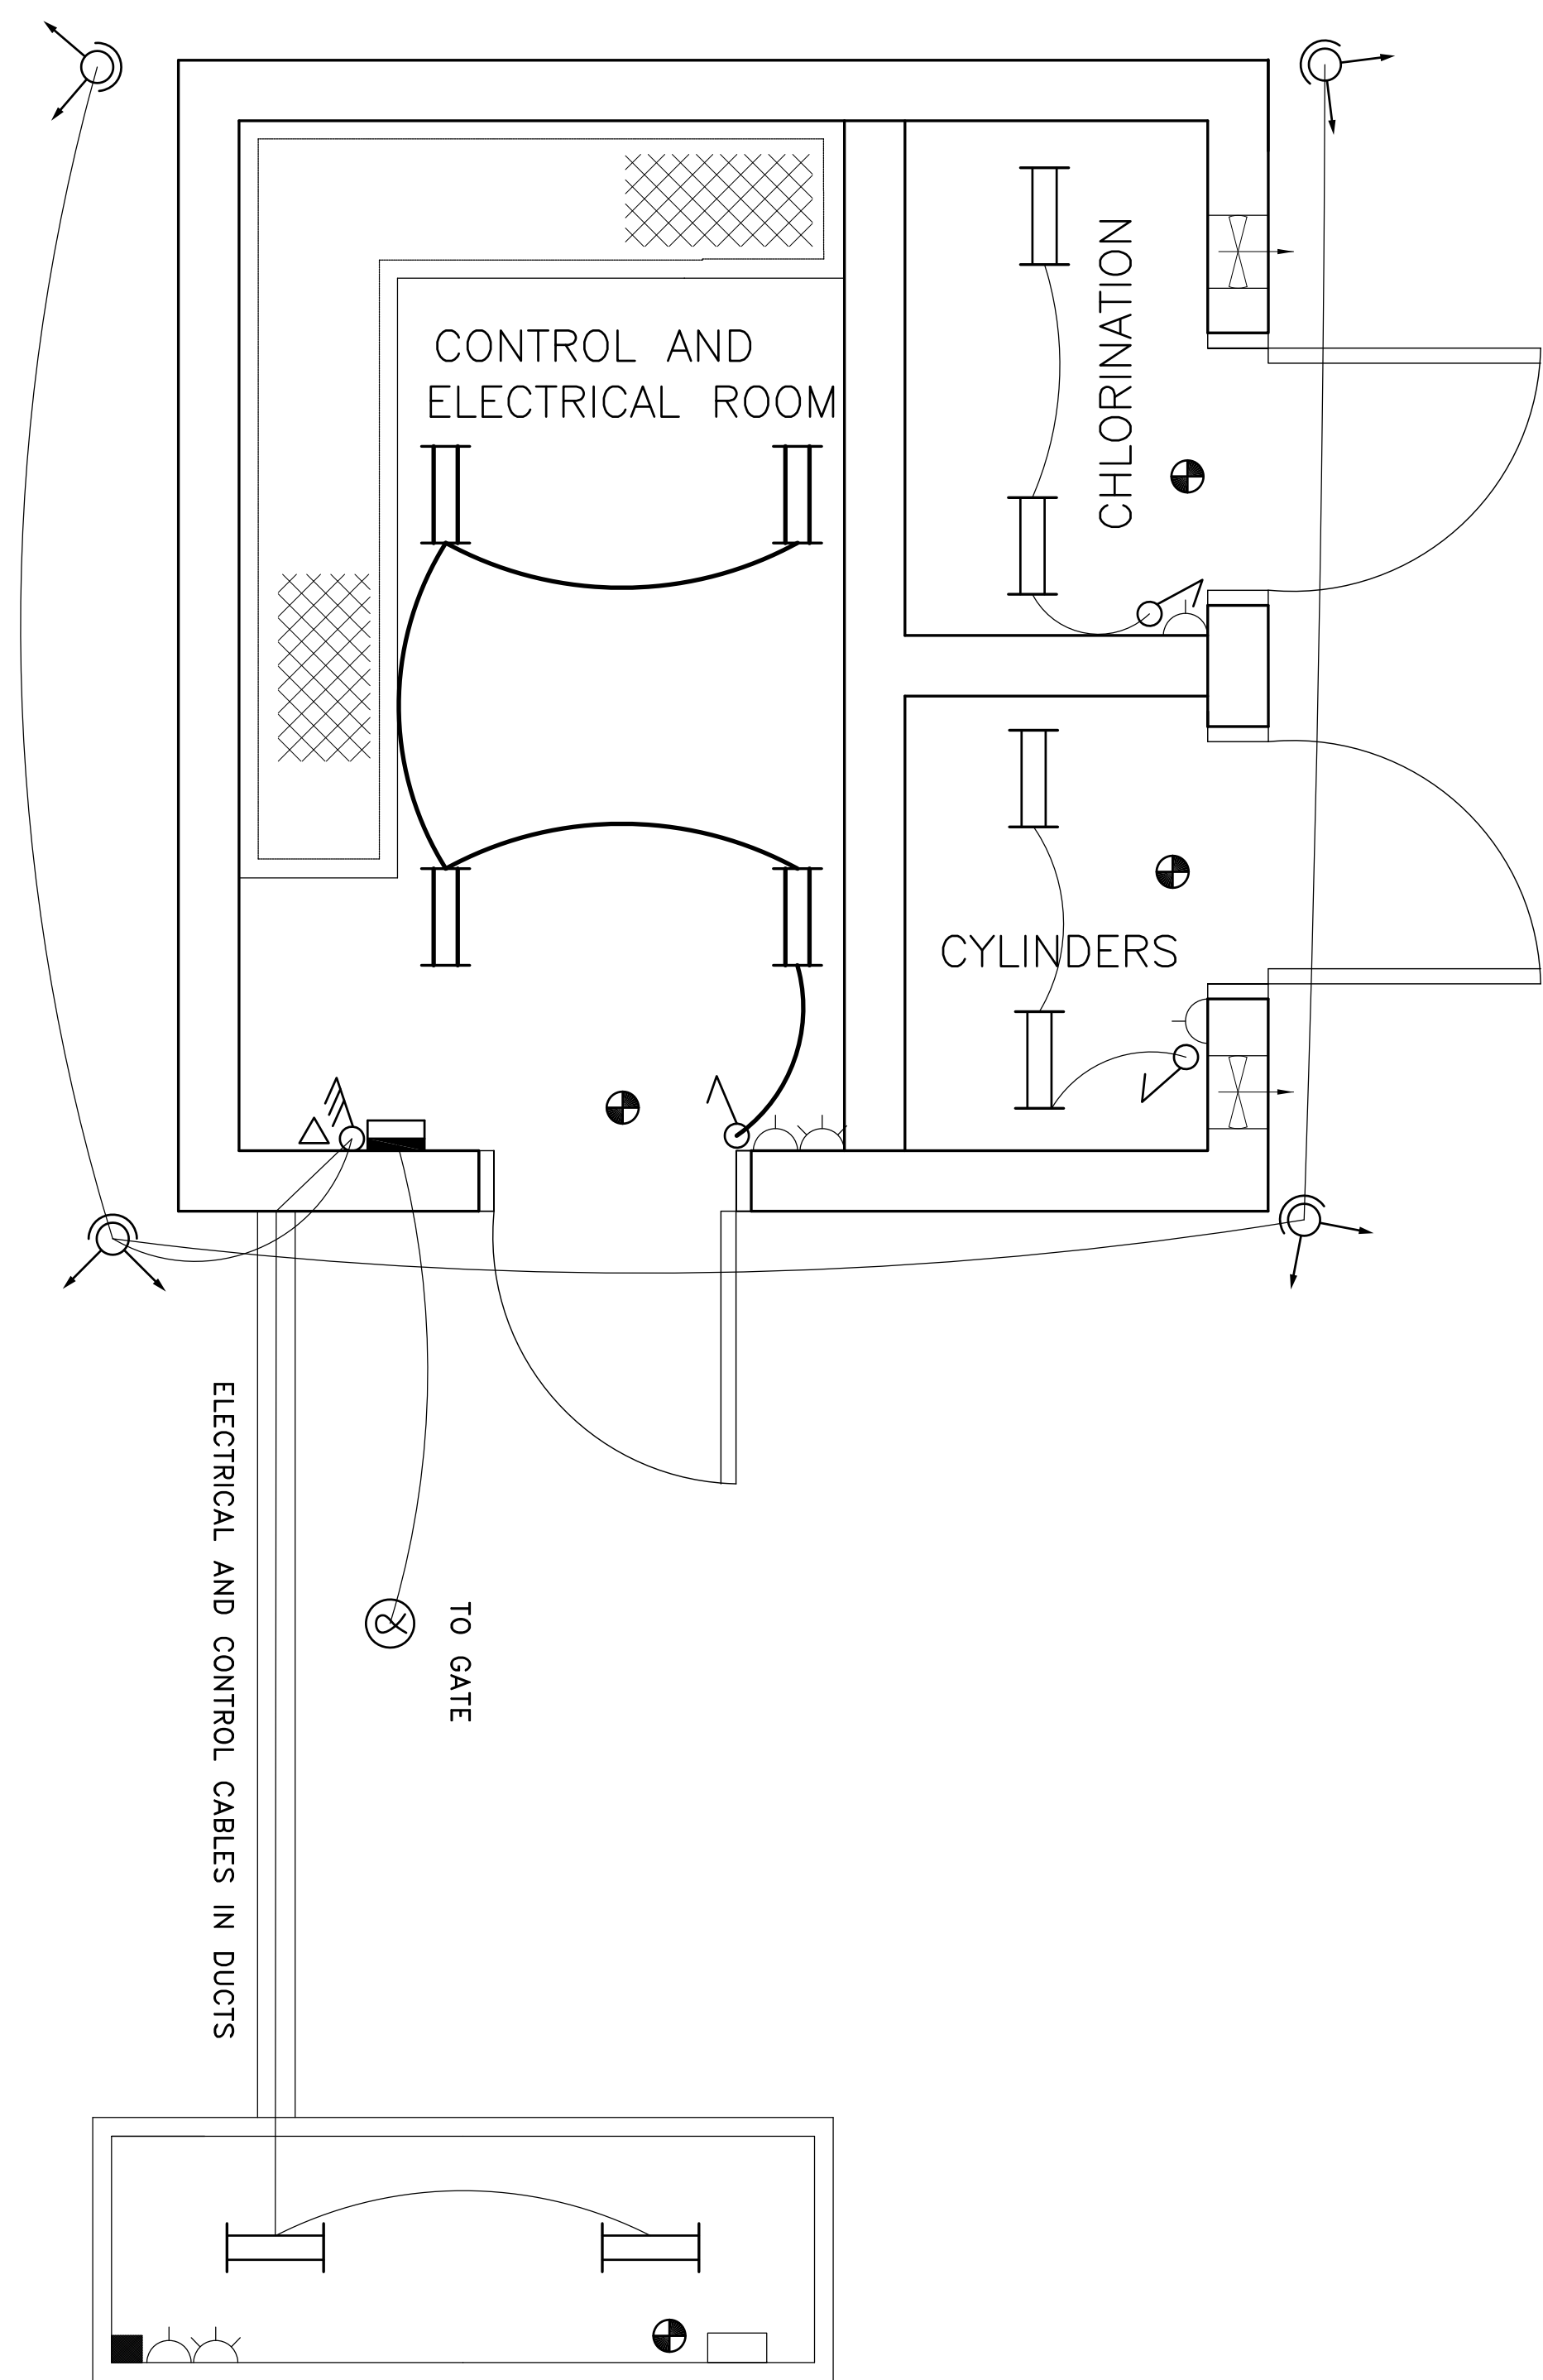 CONTROL AND
ELECTRICAL ROOM
CHLORINATION
CYLINDERS
TO GATE
ELECTRICAL AND CONTROL CABLES IN DUCTS